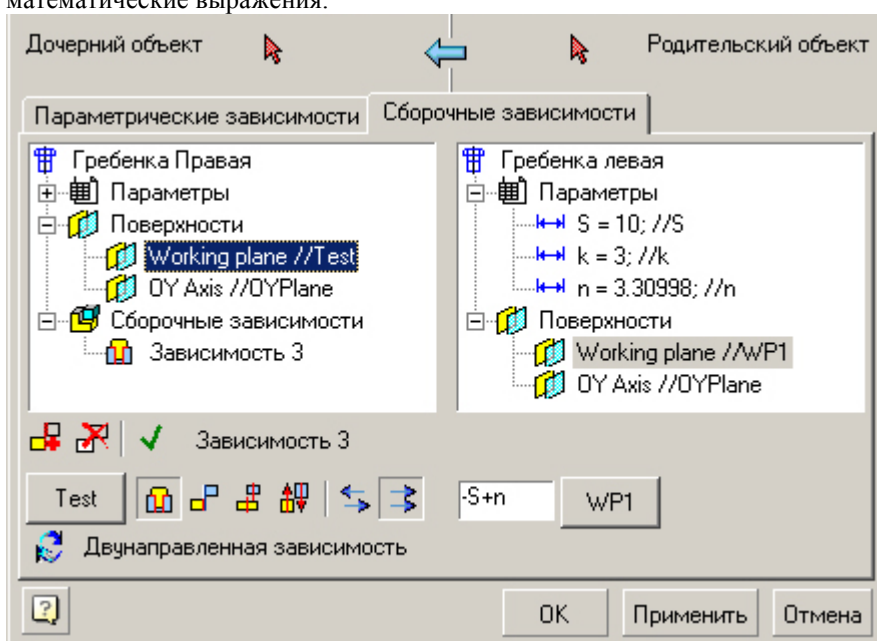 математические выражения.
Дочерний объект
Родительский объект
Параметрические зависимости
Сборочные зависимости
Гребенка Правая
Параметры
Поверхности
Working plane //Test
OY Axis //OYPlane
Сборочные зависимости
Зависимость 3
Гребенка левая
Параметры
S = 10; //S
k = 3; //k
n = 3.30998; //n
Поверхности
Working plane //WP1
OY Axis //OYPlane
Зависимость 3
Test
-S+n
WP1
Двунаправленная зависимость
?
OK
Применить
Отмена